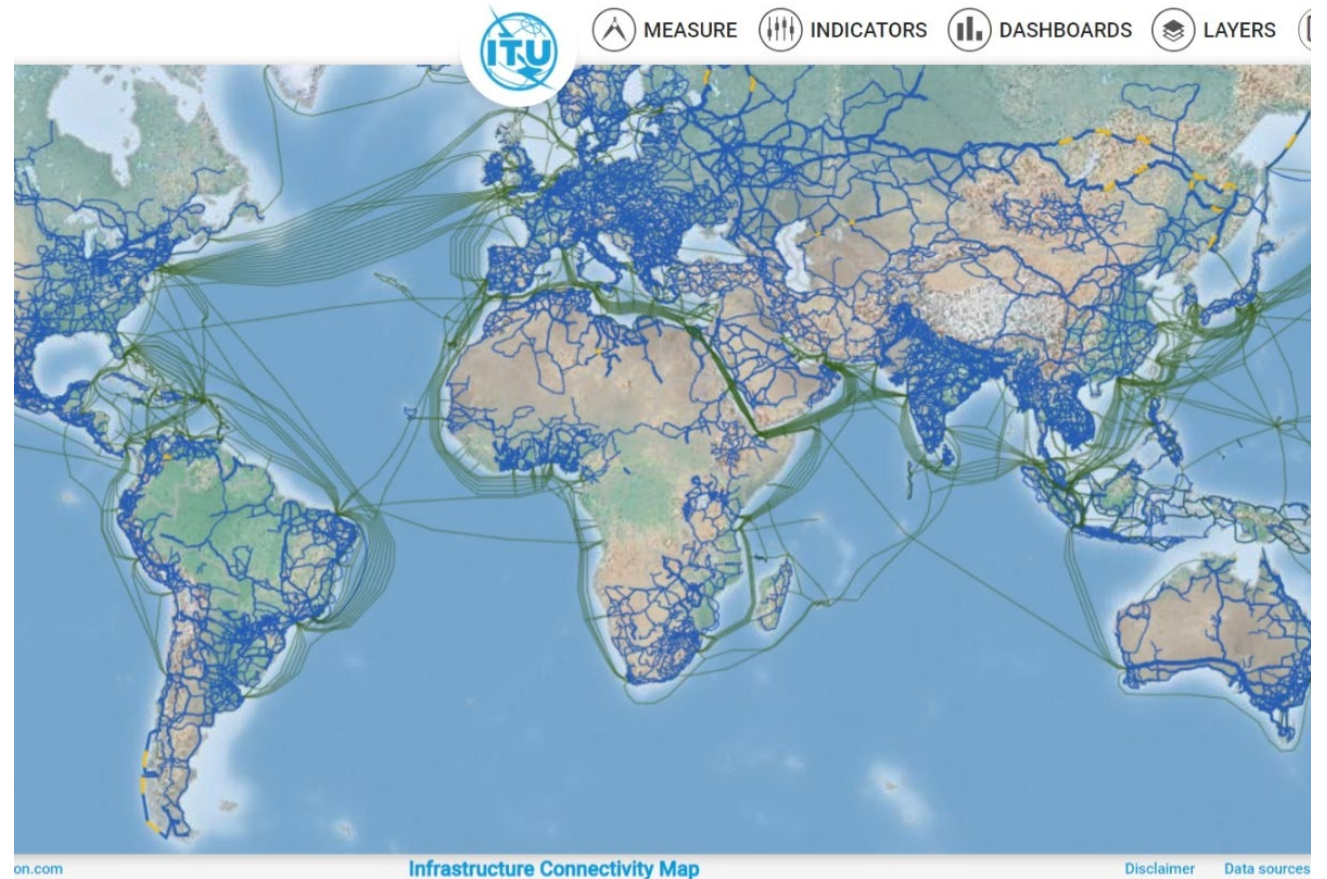 ITU
MEASURE
INDICATORS
DASHBOARDS
LAYERS
on.com
Infrastructure Connectivity Map
Disclaimer
Data sources